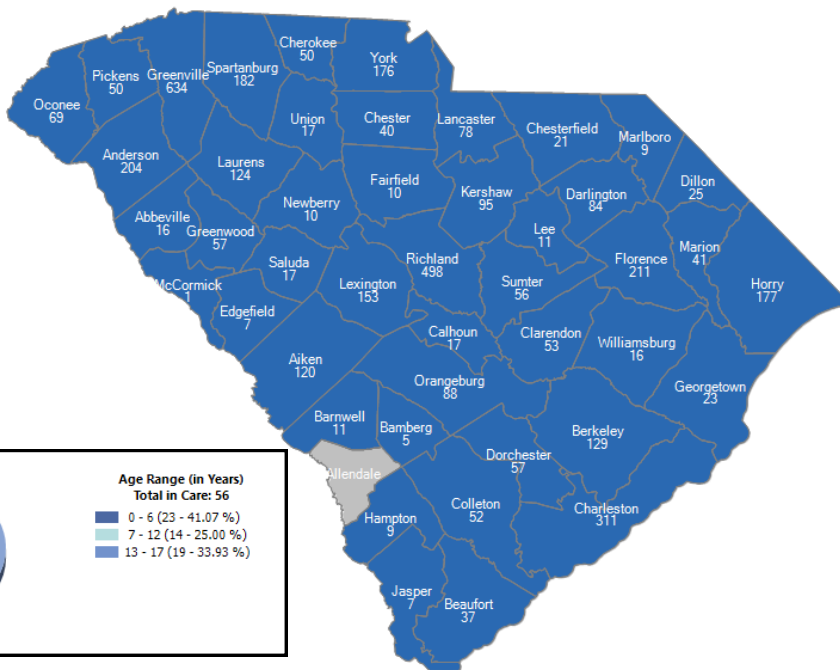 Cherokee
50
York
176
Spartanburg
182
Greenville
634
Pickens
50
Oconee
69
Union
17
Chester
40
Lancaster
78
Chesterfield
21
Marlboro
9
Anderson
204
Laurens
124
Fairfield
10
Kershaw
95
Darlington
84
Dillon
25
Newberry
10
Abbeville
16
Greenwood
57
Lee
11
Marion
41
Saluda
17
Richland
498
Florence
211
Horry
177
McCormick
1
Lexington
153
Sumter
56
Edgefield
7
Calhoun
17
Clarendon
53
Williamsburg
16
Aiken
120
Orangeburg
88
Georgetown
23
Barnwell
11
Bamberg
5
Berkeley
129
Dorchester
57
Allendale
Colleton
52
Charleston
311
Hampton
9
Jasper
7
Beaufort
37
Age Range (in Years)
Total in Care: 56
0 - 6 (23 - 41.07 %)
7 - 12 (14 - 25.00 %)
13 - 17 (19 - 33.93 %)